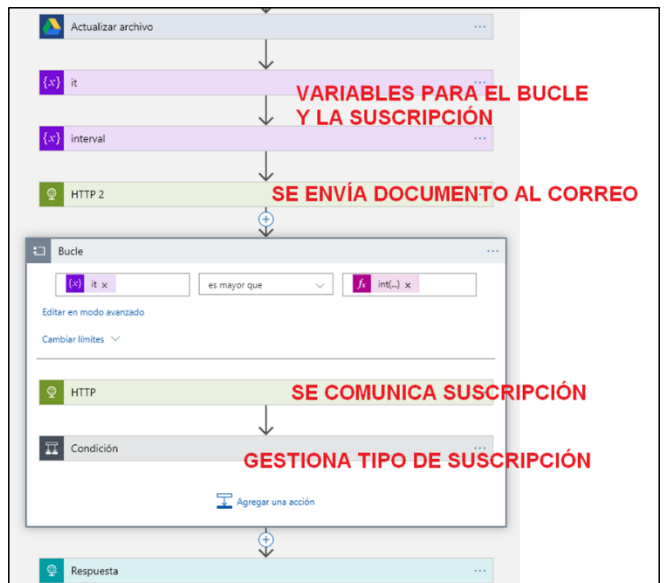 Actualizar archivo
{x} it
VARIABLES PARA EL BUCLE
Y LA SUSCRIPCIÓN
{x} interval
HTTP 2
SE ENVÍA DOCUMENTO AL CORREO
Bucle
{x} it x es mayor que fx int(...) x
Editar en modo avanzado
Cambiar límites
HTTP
SE COMUNICA SUSCRIPCIÓN
Condición
GESTIONA TIPO DE SUSCRIPCIÓN
Agregar una acción
Respuesta